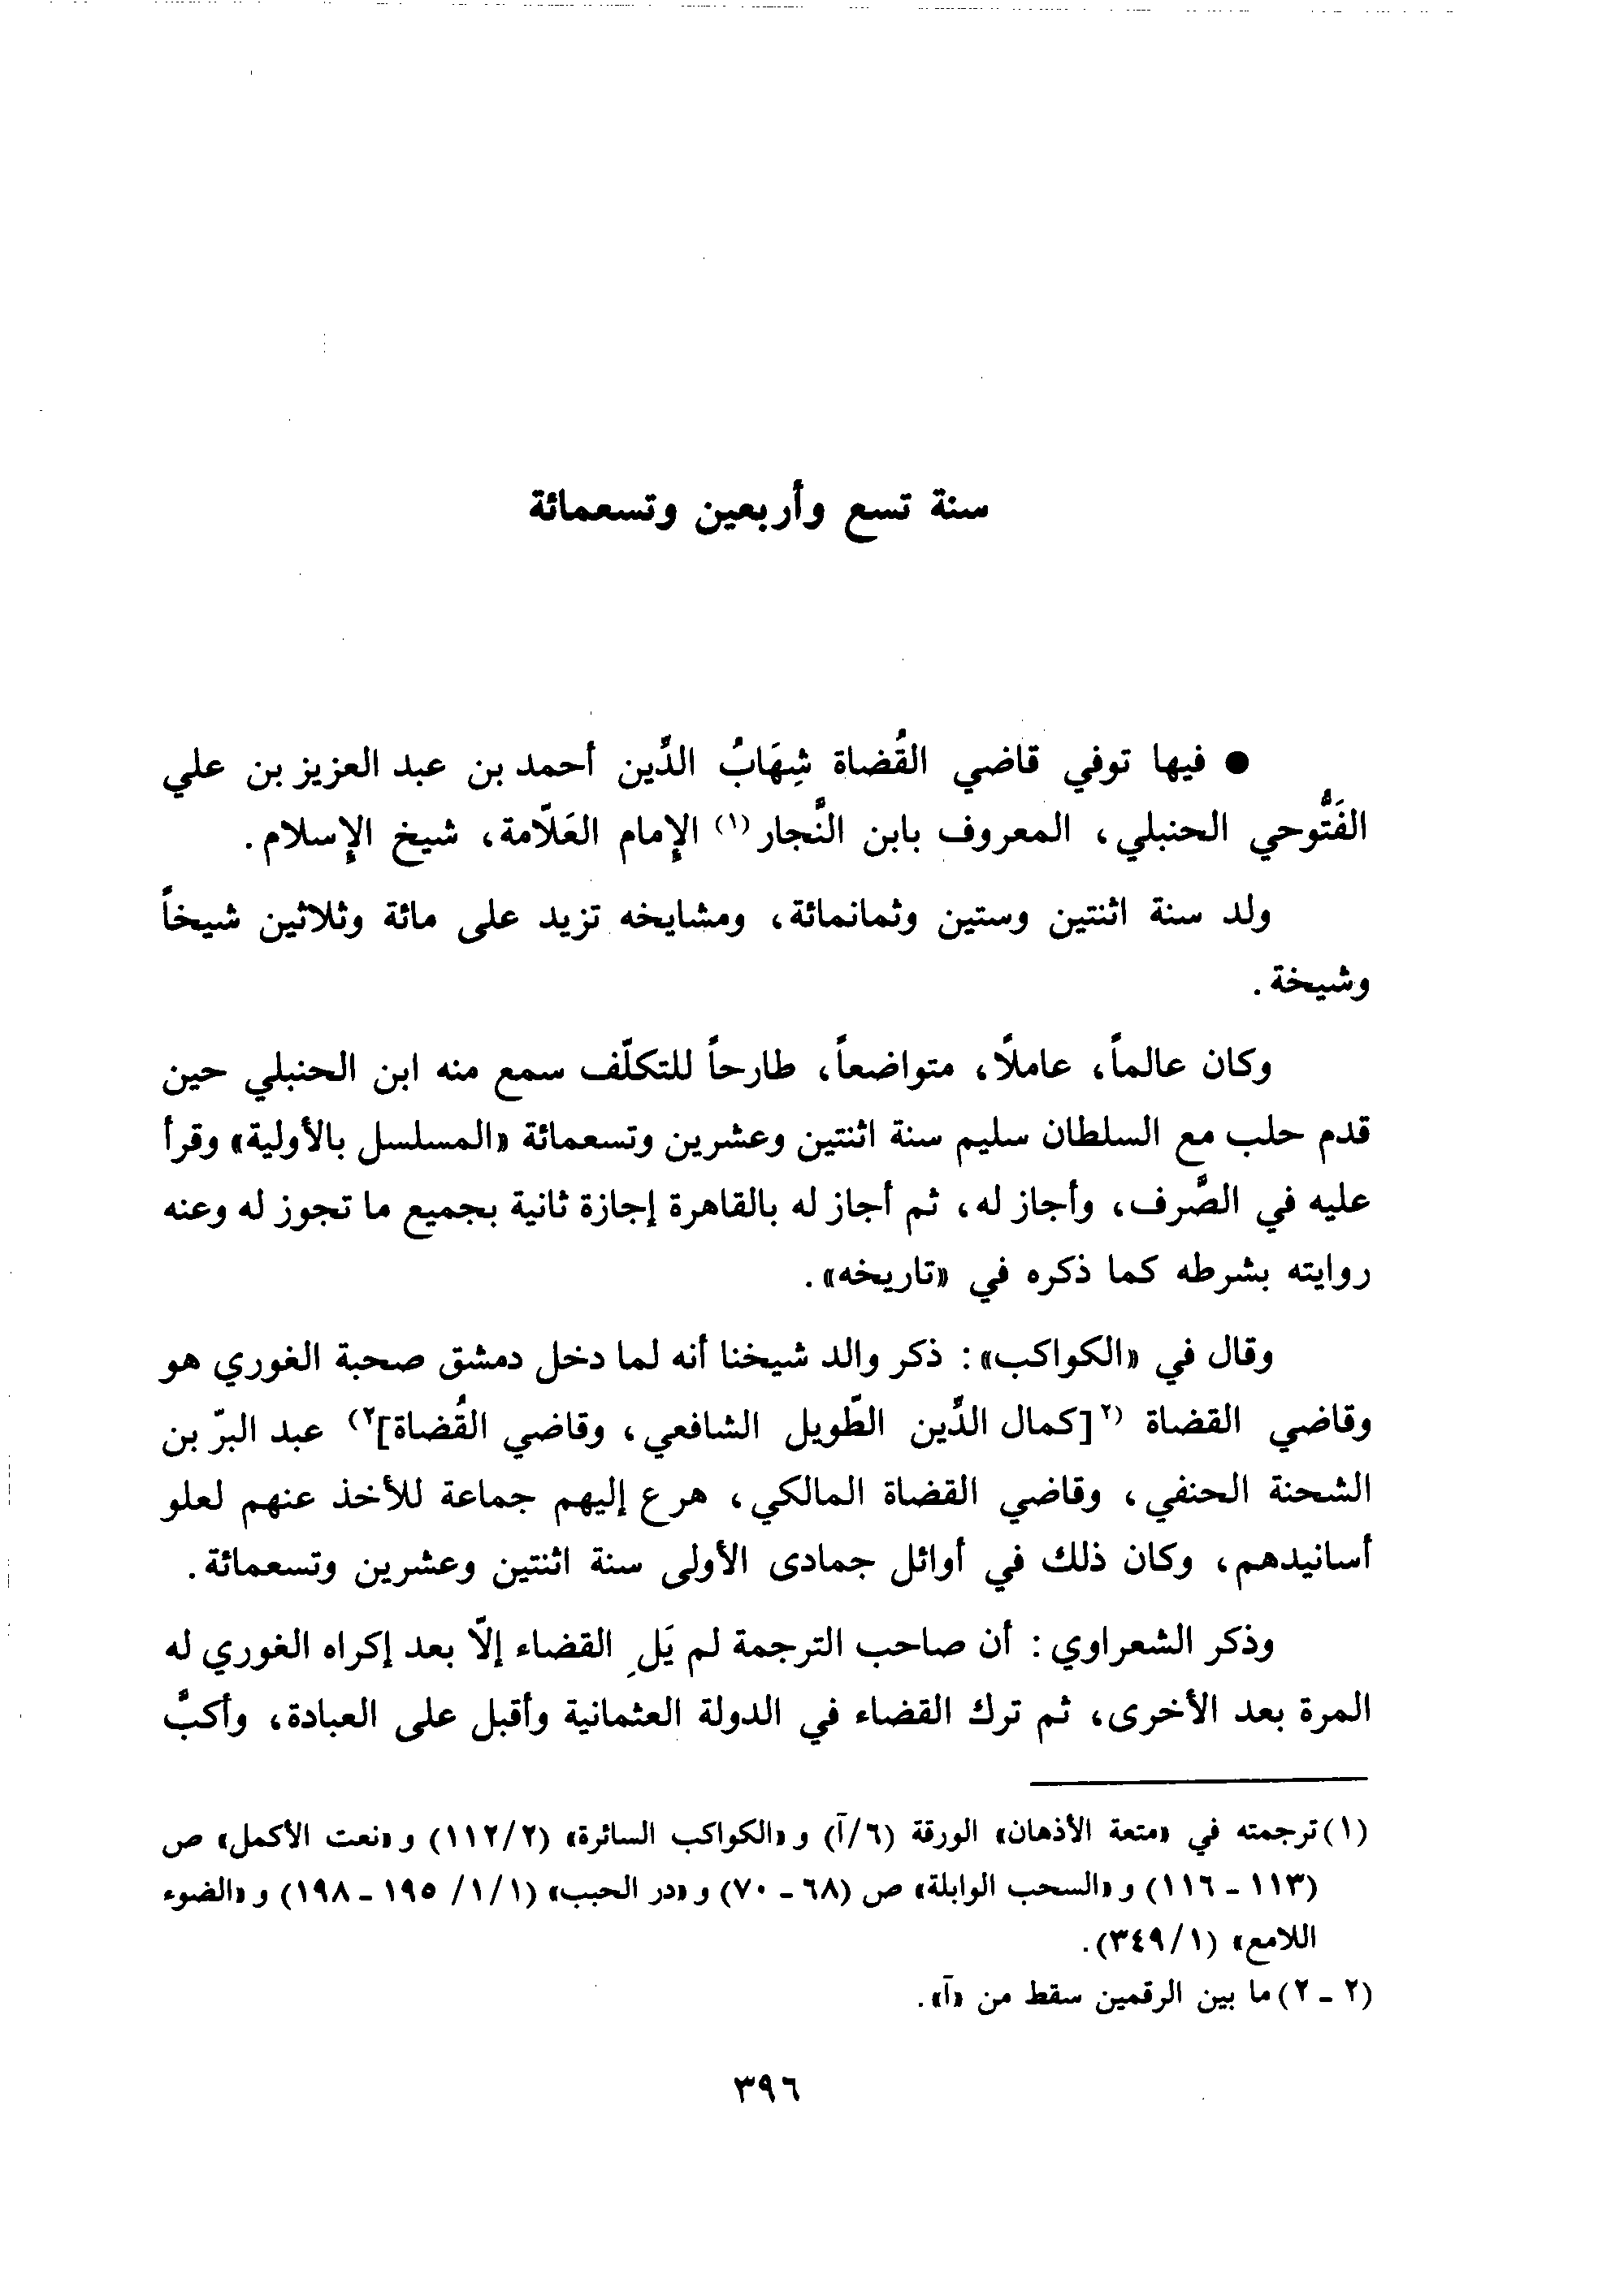 سنة تسع وأربعين وتسعمائة
● فيها توفي قاضي القُضاة شِهَابُ الدِّين أحمد بن عبد العزيز بن علي
الفَتُّوحي الحنبلي، المعروف بابن النَّجار(١) الإمام العَلّامة، شيخ الإسلام.
ولد سنة اثنتين وستين وثمانمائة، ومشايخه تزيد على مائة وثلاثين شيخاً
وشيخة.
وكان عالماً، عاملًا، متواضعاً، طارحاً للتكلّف سمع منه ابن الحنبلي حين
قدم حلب مع السلطان سليم سنة اثنتين وعشرين وتسعمائة «المسلسل بالأولية» وقرأ
عليه في الصَّرف، وأجاز له، ثم أجاز له بالقاهرة إجازة ثانية بجميع ما تجوز له وعنه
روايته بشرطه كما ذكره في «تاريخه».
وقال في «الكواكب»: ذكر والد شيخنا أنه لما دخل دمشق صحبة الغوري هو
وقاضي القضاة (٢[كمال الدِّين الطَّويل الشافعي، وقاضي القُضاة]٢) عبد البرّ بن
الشحنة الحنفي، وقاضي القضاة المالكي، هرع إليهم جماعة للأخذ عنهم لعلو
أسانيدهم، وكان ذلك في أوائل جمادى الأولى سنة اثنتين وعشرين وتسعمائة.
وذكر الشعراوي: أن صاحب الترجمة لم يَلِ القضاء إلّا بعد إكراه الغوري له
المرة بعد الأخرى، ثم ترك القضاء في الدولة العثمانية وأقبل على العبادة، وأكبَّ
(١) ترجمته في «متعة الأذهان» الورقة (٦/آ) و «الكواكب السائرة» (١١٢/٢) و «نعت الأكمل» ص
(١١٣ - ١١٦) و «السحب الوابلة» ص (٦٨ - ٧٠) و «در الحبب» (١/١/ ١٩٥ - ١٩٨) و «الضوء
اللامع» (٣٤٩/١).
(٢ - ٢) ما بين الرقمين سقط من «آ».
٣٩٦